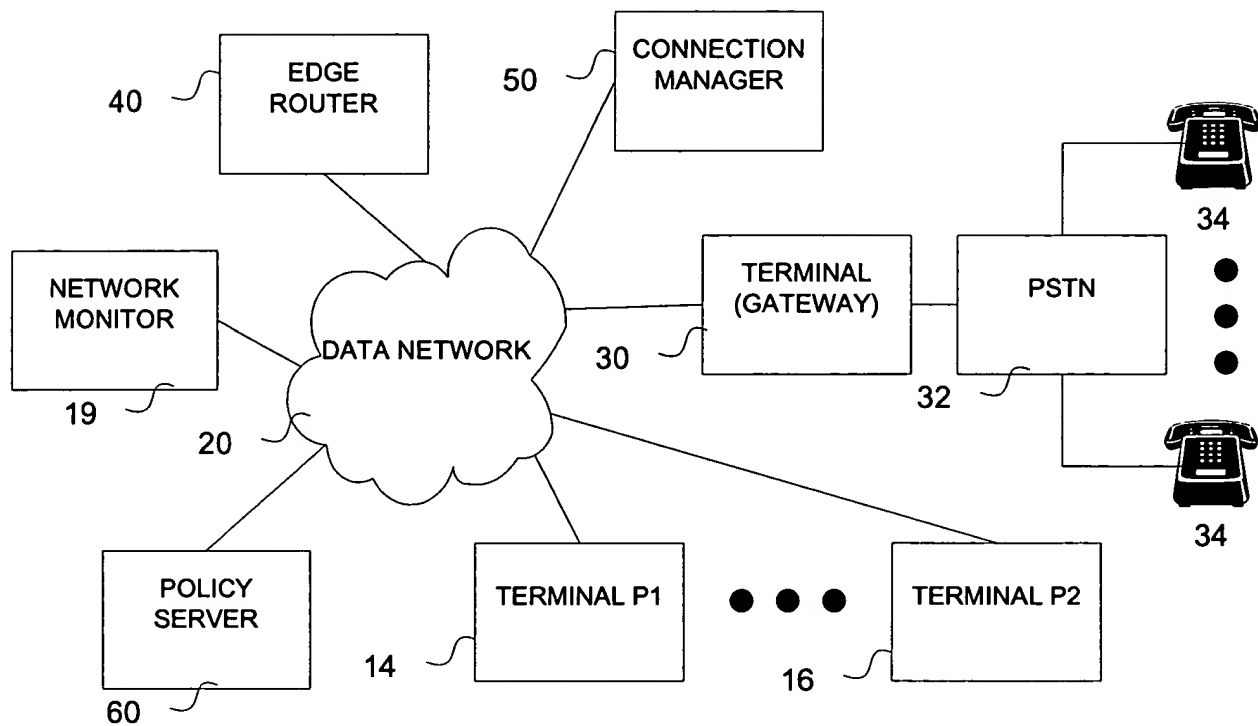 EDGE
ROUTER
40
CONNECTION
MANAGER
50
34
NETWORK
MONITOR
19
DATA NETWORK
20
TERMINAL
(GATEWAY)
30
PSTN
32
34
POLICY
SERVER
60
TERMINAL P1
14
TERMINAL P2
16